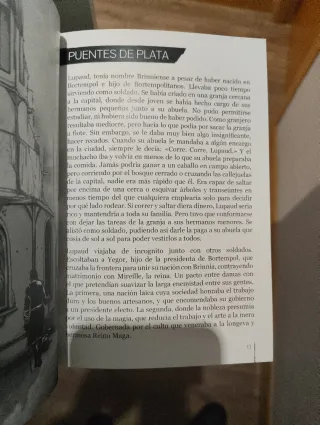 PUENTES DE PLATA
Lupaud, tenía nombre Briinniense a pesar de haber nacido en
Bortempol e hijo de Bortempolitanos. Llevaba poco tiempo
sirviendo como soldado. Se había criado en una granja cercana
a la capital, donde desde joven se había hecho cargo de sus
hermanos pequeños junto a su abuela. No pudo permitirse
estudiar, ni hubiera sido bueno de haber podido. Como granjero
resultaba mediocre, pero hacía lo que podía por sacar la granja
a flote. Sin embargo, se le daba muy bien algo insignificante,
hacer recados. Cuando su abuela le mandaba a algún encargo
en la ciudad, siempre le decía: «Corre, Corre, Lupaud.» Y el
muchacho iba y volvía en menos de lo que su abuela preparaba
la comida. Jamás podría ganar a un caballo en campo abierto,
pero corriendo por el bosque cerrado o cruzando las callejuelas
de la capital, nadie era más rápido que él. Era capaz de saltar
por encima de una cerca o esquivar árboles y transeúntes en
menos tiempo del que cualquiera emplearía solo para decidir
por qué lado rodear. Si correr y saltar diera dinero, Lupaud sería
rico y mantendría a toda su familia. Pero tuvo que conformarse
con dejar las tareas de la granja a sus hermanos menores. Se
alistó como soldado, pudiendo así darle la paga a su abuela que
iba de sol a sol para poder vestirlos a todos.
Lupaud viajaba de incógnito junto con otros soldados.
Escoltaban a Yegor, hijo de la presidenta de Bortempol, que
cruzaba la frontera para unir su nación con Briinia, contrayendo
matrimonio con Mireille, la reina. Un pacto entre damas con
el que pretendían suavizar la larga enemistad entre sus gentes.
La primera, una nación laica cuya sociedad honraba el trabajo
duro y los buenos artesanos, y que encomendaba su gobierno
a un presidente electo. La segunda, donde la nobleza presumía
por el uso de la magia, que reducía el trabajo y el arte a la mera
voluntad. Gobernada por el culto que veneraba a la longeva y
hermosa Reina Maga.